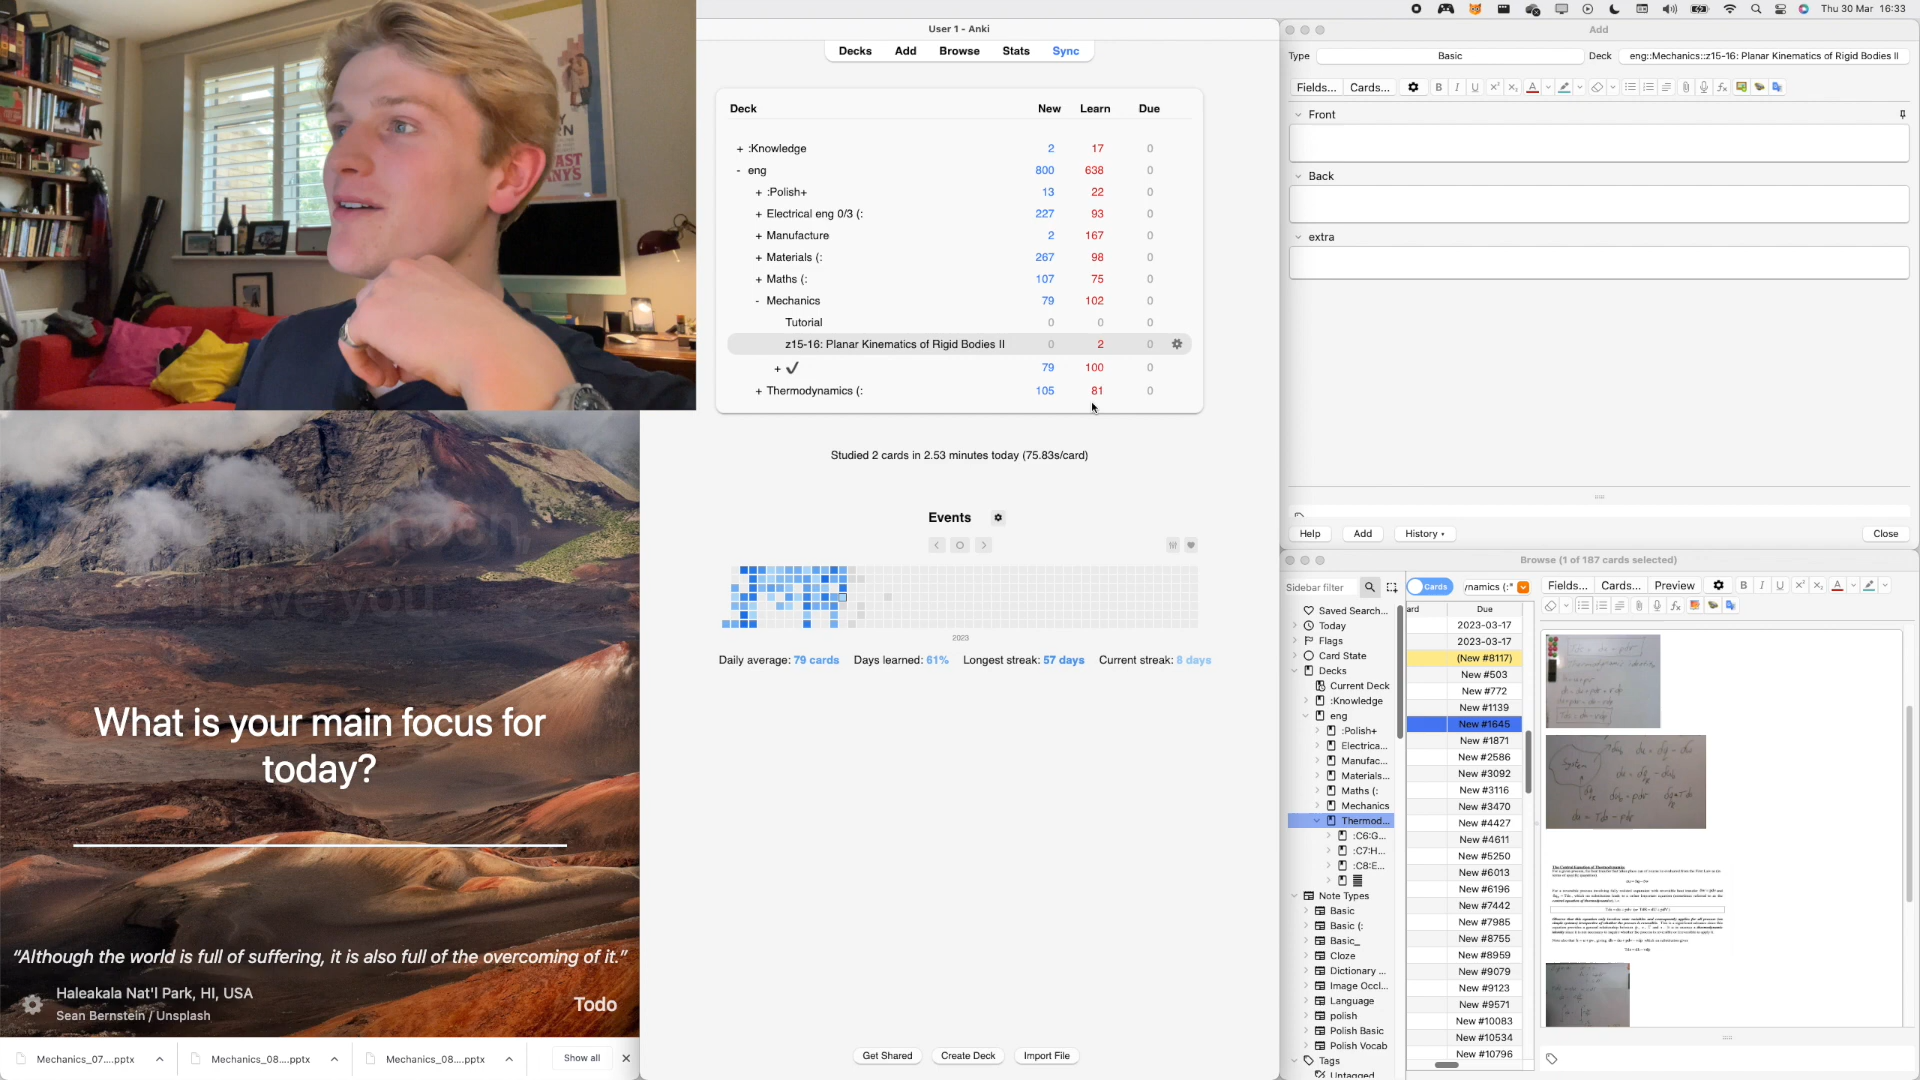 Thu 30 Mar 16:33
User 1 - Anki
Decks Add Browse Stats Sync
Deck New Learn Due
+ :Knowledge 2 17 0
- eng 800 638 0
+ :Polish+ 13 22 0
+ Electrical eng 0/3 (: 227 93 0
+ Manufacture 2 167 0
+ Materials (: 267 98 0
+ Maths (: 107 75 0
- Mechanics 79 102 0
Tutorial 0 0 0
z15-16: Planar Kinematics of Rigid Bodies II 0 2 0
+ ✓ 79 100 0
+ Thermodynamics (: 105 81 0
Studied 2 cards in 2.53 minutes today (75.83s/card)
Events
2023
Daily average: 79 cards Days learned: 61% Longest streak: 57 days Current streak: 8 days
Get Shared Create Deck Import File
What is your main focus for
today?
“Although the world is full of suffering, it is also full of the overcoming of it.”
Haleakala Nat'l Park, HI, USA
Sean Bernstein / Unsplash
Todo
Mechanics_07....pptx Mechanics_08....pptx Mechanics_08....pptx Show all
Add
Type Basic Deck eng::Mechanics::z15-16: Planar Kinematics of Rigid Bodies II
Fields... Cards... B I U
Front
Back
extra
Help Add History Close
Browse (1 of 187 cards selected)
Sidebar filter Cards ynamics (:" Fields... Cards... Preview B I U
Saved Search...
Today
Flags
Card State
Decks
Current Deck
:Knowledge
eng
:Polish+
Electrica...
Manufac...
Materials...
Maths (:
Mechanics
Thermod...
:C6:G...
:C7:H...
:C8:E...
Note Types
Basic
Basic (:
Basic_
Cloze
Dictionary ...
Image Occl...
Language
polish
Polish Basic
Polish Vocab
Tags
Untagged
ard Due
2023-03-17
2023-03-17
(New #8117)
New #503
New #772
New #1139
New #1645
New #1871
New #2586
New #3092
New #3116
New #3470
New #4427
New #4611
New #5250
New #6013
New #6196
New #7442
New #7985
New #8755
New #8959
New #9079
New #9123
New #9571
New #10083
New #10534
New #10796